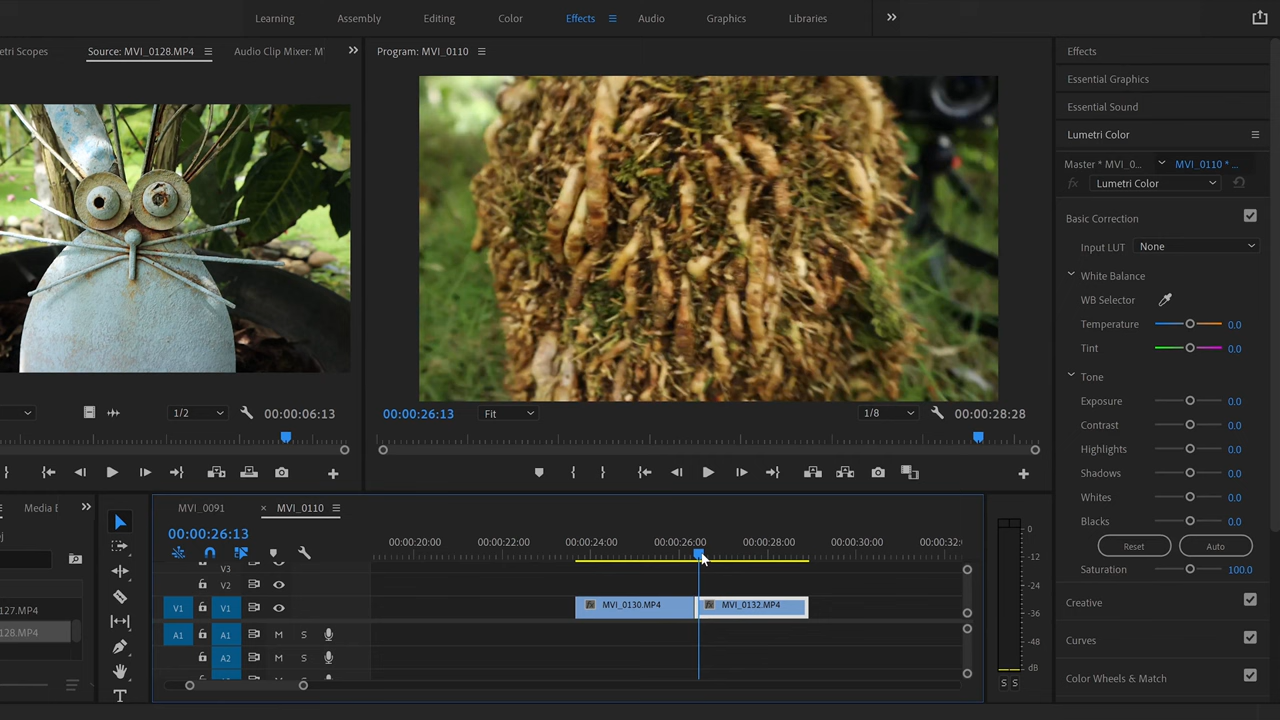 Learning Assembly Editing Color Effects Audio Graphics Libraries
etri Scopes Source: MVI_0128.MP4 Audio Clip Mixer: M
Program: MVI_0110
Effects
Essential Graphics
Essential Sound
Lumetri Color
Master * MVI_0... MVI_0110 * ...
fx Lumetri Color
Basic Correction
Input LUT None
White Balance
WB Selector
Temperature 0.0
Tint 0.0
Tone
Exposure 0.0
Contrast 0.0
Highlights 0.0
Shadows 0.0
Whites 0.0
Blacks 0.0
Reset Auto
Saturation 100.0
Creative
Curves
Color Wheels & Match
1/2 00:00:06:13
00:00:26:13 Fit 1/8 00:00:28:28
Media
127.MP4
128.MP4
MVI_0091 × MVI_0110
00:00:26:13
00:00:20:00 00:00:22:00 00:00:24:00 00:00:26:00 00:00:28:00 00:00:30:00 00:00:32:
V3
V2
V1 V1 fx MVI_0130.MP4 fx MVI_0132.MP4
A1 A1 M S
A2 M S
T
0
-12
-24
-36
-48
dB
S S